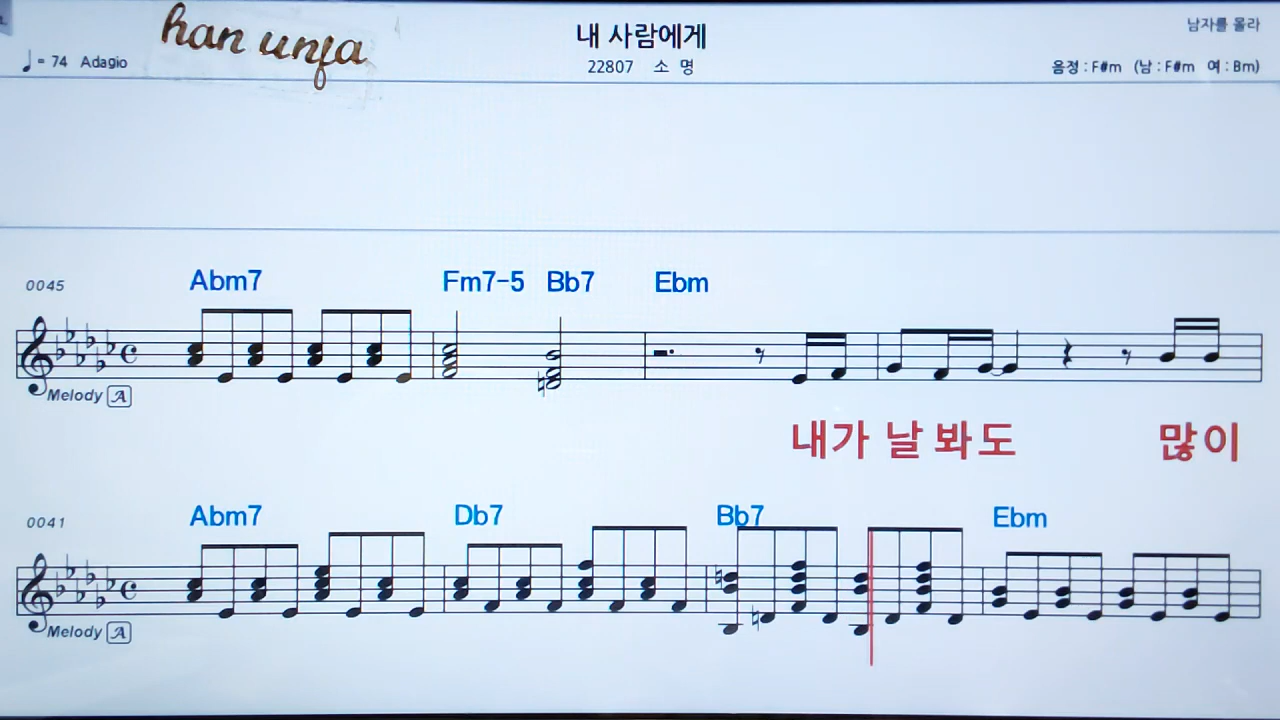 han unfa
내 사람에게
남자를 몰라
♩= 74 Adagio
22807 소 명
음정 : F#m (남 : F#m 여 : Bm)
0045
Abm7 Fm7-5 Bb7 Ebm
Melody A
내가 날 봐도 많이
0041
Abm7 Db7 Bb7 Ebm
Melody A